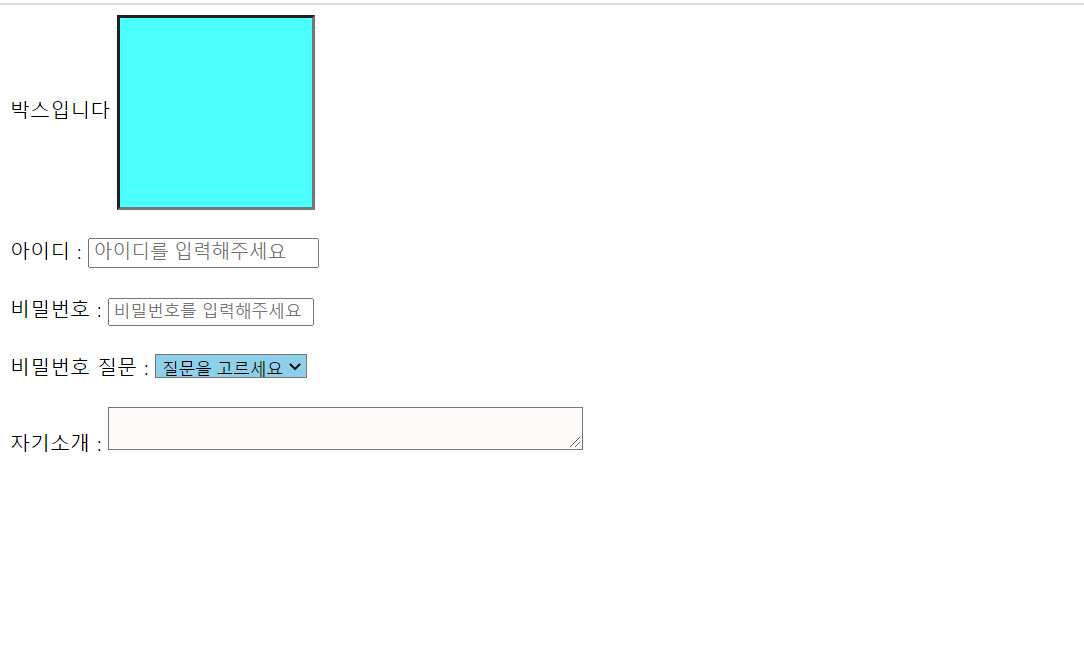 박스입니다
아이디 : 아이디를 입력해주세요
비밀번호 : 비밀번호를 입력해주세요
비밀번호 질문 : 질문을 고르세요
자기소개 :